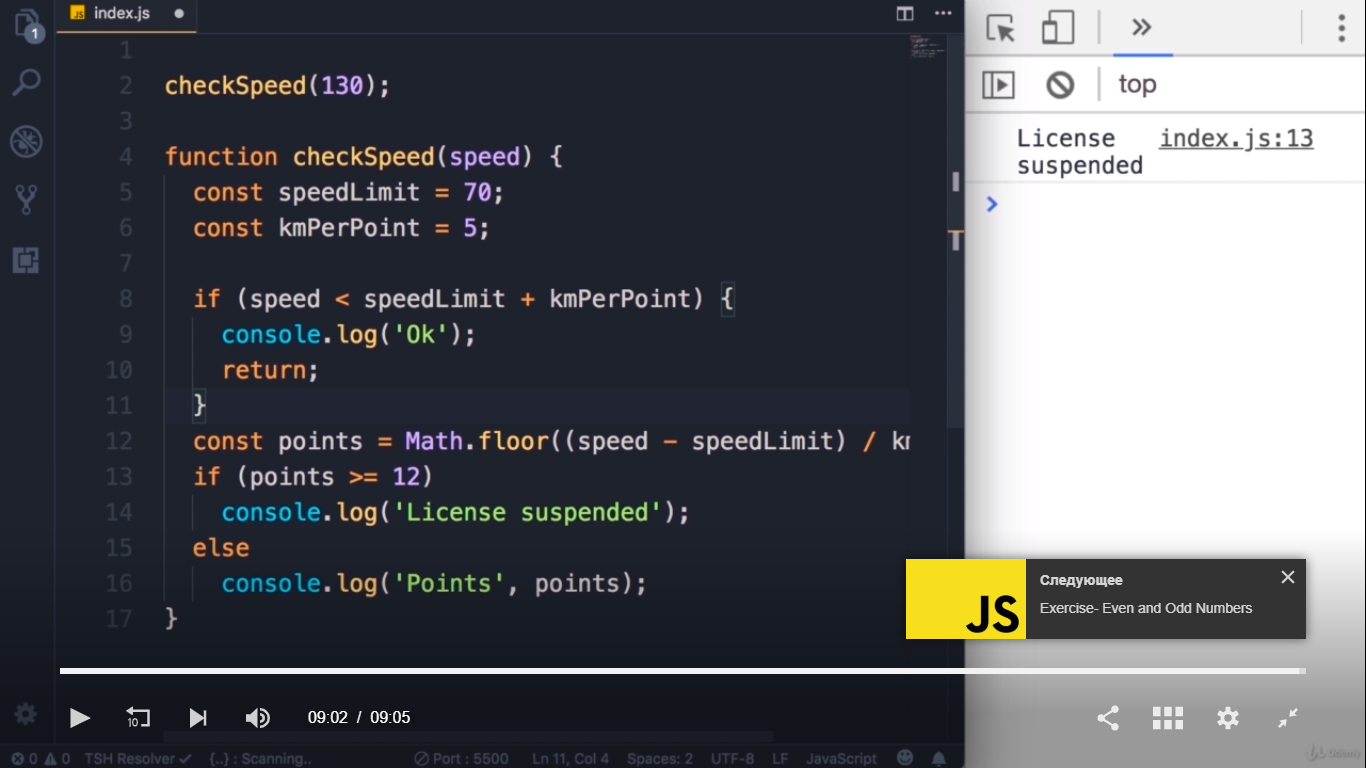 index.js
1
1
2 checkSpeed(130);
3
4 function checkSpeed(speed) {
5 const speedLimit = 70;
6 const kmPerPoint = 5;
7
8 if (speed < speedLimit + kmPerPoint) {
9 console.log('Ok');
10 return;
11 }
12 const points = Math.floor((speed - speedLimit) / km
13 if (points >= 12)
14 console.log('License suspended');
15 else
16 console.log('Points', points);
17 }
top
License index.js:13
suspended
JS
Следующее
Exercise- Even and Odd Numbers
10
09:02 / 09:05
0 0 TSH Resolver {..} : Scanning.. Port : 5500 Ln 11, Col 4 Spaces: 2 UTF-8 LF JavaScript
Udemy